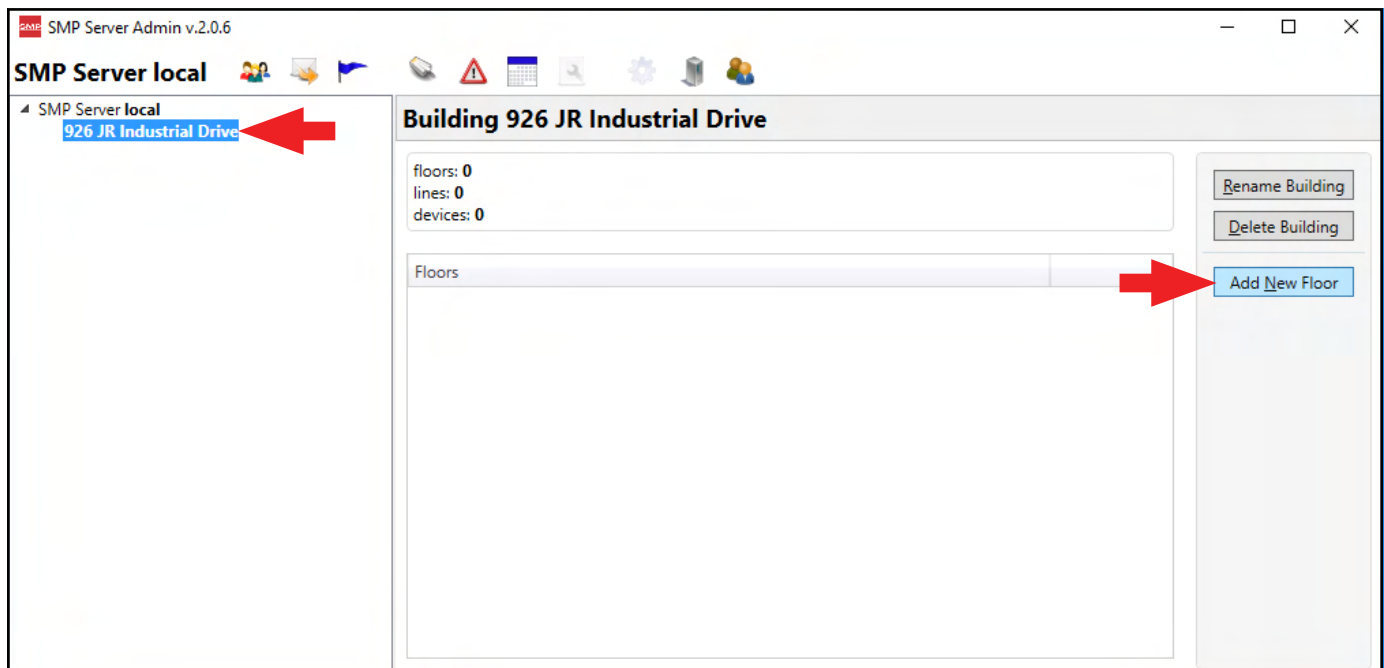 SMP SMP Server Admin v.2.0.6
SMP Server local
SMP Server local
926 JR Industrial Drive
Building 926 JR Industrial Drive
floors: 0
lines: 0
devices: 0
Rename Building
Delete Building
Floors
Add New Floor